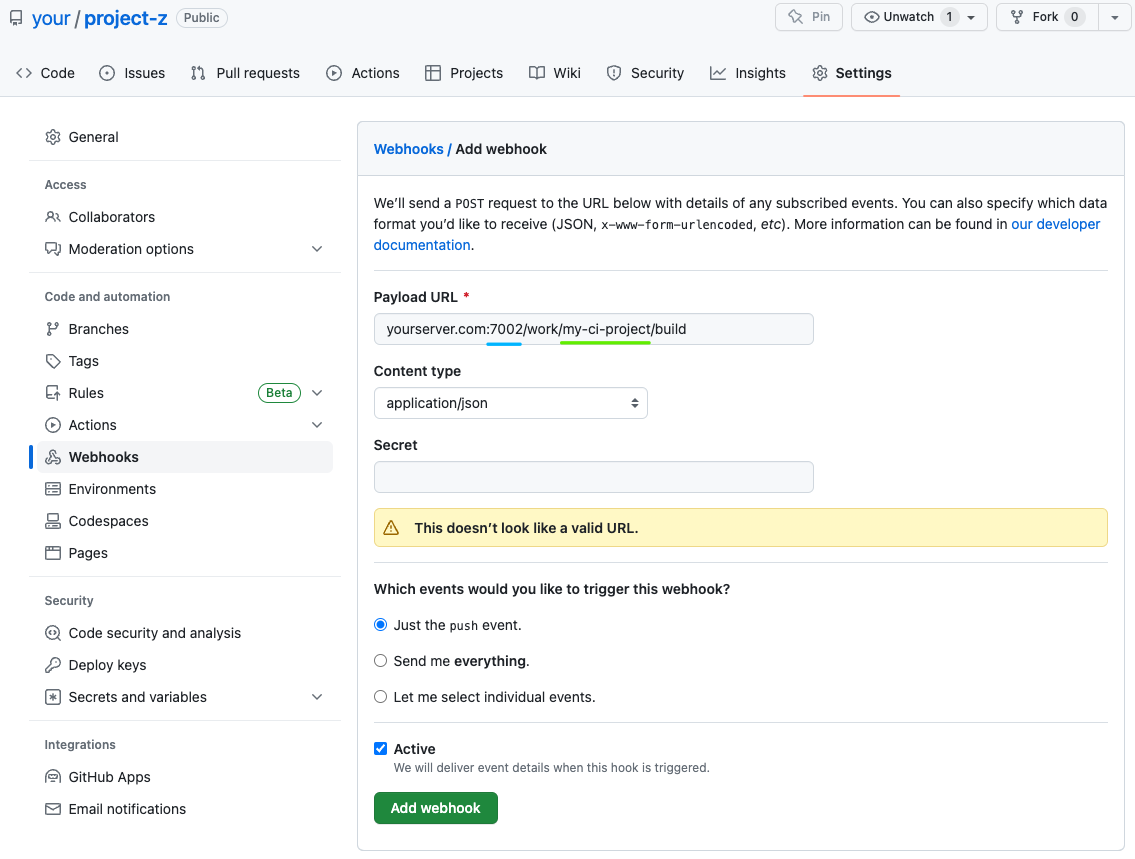 your / project-z Public
Pin
Unwatch 1
Fork 0
Code
Issues
Pull requests
Actions
Projects
Wiki
Security
Insights
Settings
General
Access
Collaborators
Moderation options
Code and automation
Branches
Tags
Rules Beta
Actions
Webhooks
Environments
Codespaces
Pages
Security
Code security and analysis
Deploy keys
Secrets and variables
Integrations
GitHub Apps
Email notifications
Webhooks / Add webhook
We’ll send a POST request to the URL below with details of any subscribed events. You can also specify which data
format you’d like to receive (JSON, x-www-form-urlencoded, etc). More information can be found in our developer
documentation.
Payload URL *
yourserver.com:7002/work/my-ci-project/build
Content type
application/json
Secret
This doesn’t look like a valid URL.
Which events would you like to trigger this webhook?
Just the push event.
Send me everything.
Let me select individual events.
Active
We will deliver event details when this hook is triggered.
Add webhook